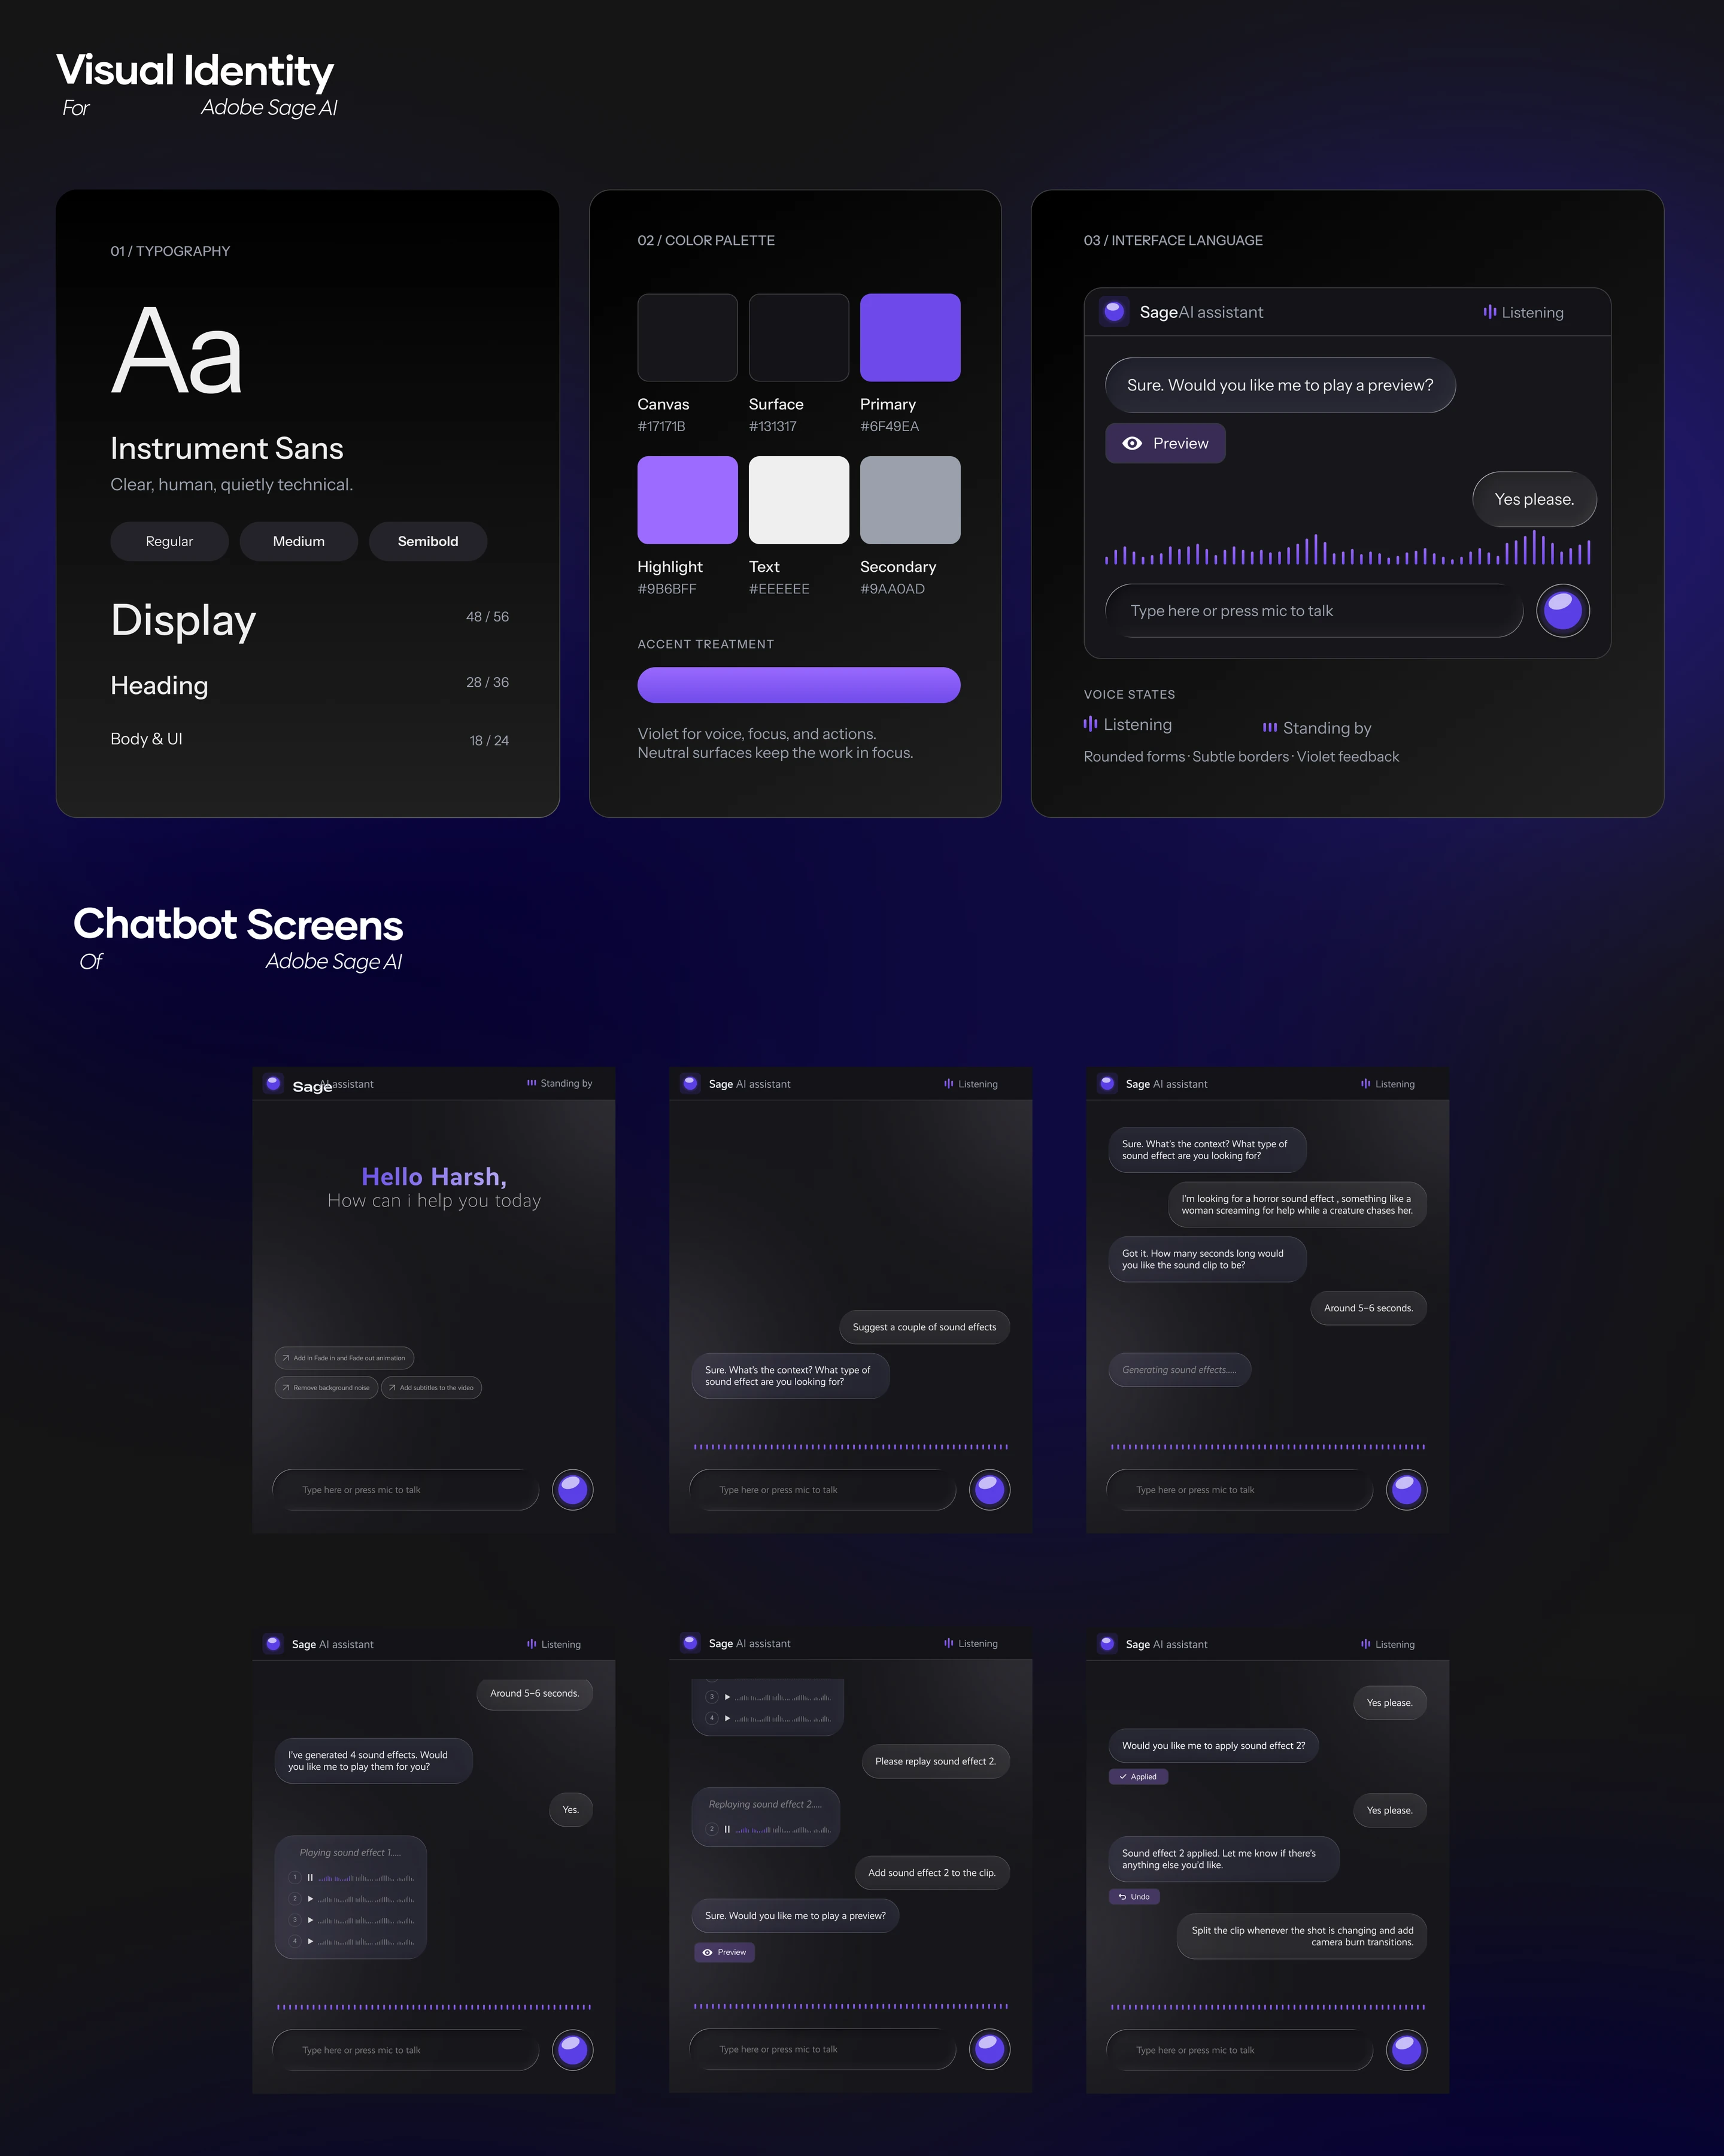 Visual Identity
For Adobe Sage AI
01 / TYPOGRAPHY
Aa
Instrument Sans
Clear, human, quietly technical.
Regular Medium Semibold
Display 48 / 56
Heading 28 / 36
Body & UI 18 / 24
02 / COLOR PALETTE
Canvas Surface Primary
#17171B #131317 #6F49EA
Highlight Text Secondary
#9B6BFF #EEEEEE #9AA0AD
ACCENT TREATMENT
Violet for voice, focus, and actions.
Neutral surfaces keep the work in focus.
03 / INTERFACE LANGUAGE
SageAI assistant Listening
Sure. Would you like me to play a preview?
Preview
Yes please.
Type here or press mic to talk
VOICE STATES
Listening Standing by
Rounded forms · Subtle borders · Violet feedback
Chatbot Screens
Of Adobe Sage AI
Sage AI assistant Standing by
Hello Harsh,
How can i help you today
Add in Fade in and Fade out animation
Remove background noise Add subtitles to the video
Type here or press mic to talk
Sage AI assistant Listening
Suggest a couple of sound effects
Sure. What's the context? What type of
sound effect are you looking for?
Type here or press mic to talk
Sage AI assistant Listening
Sure. What's the context? What type of
sound effect are you looking for?
I'm looking for a horror sound effect , something like a
woman screaming for help while a creature chases her.
Got it. How many seconds long would
you like the sound clip to be?
Around 5–6 seconds.
Generating sound effects.....
Type here or press mic to talk
Sage AI assistant Listening
Around 5–6 seconds.
I've generated 4 sound effects. Would
you like me to play them for you?
Yes.
Playing sound effect 1.....
1
2
3
4
Type here or press mic to talk
Sage AI assistant Listening
3
4
Please replay sound effect 2.
Replaying sound effect 2.....
2
Add sound effect 2 to the clip.
Sure. Would you like me to play a preview?
Preview
Type here or press mic to talk
Sage AI assistant Listening
Yes please.
Would you like me to apply sound effect 2?
Applied
Yes please.
Sound effect 2 applied. Let me know if there's
anything else you'd like.
Undo
Split the clip whenever the shot is changing and add
camera burn transitions.
Type here or press mic to talk